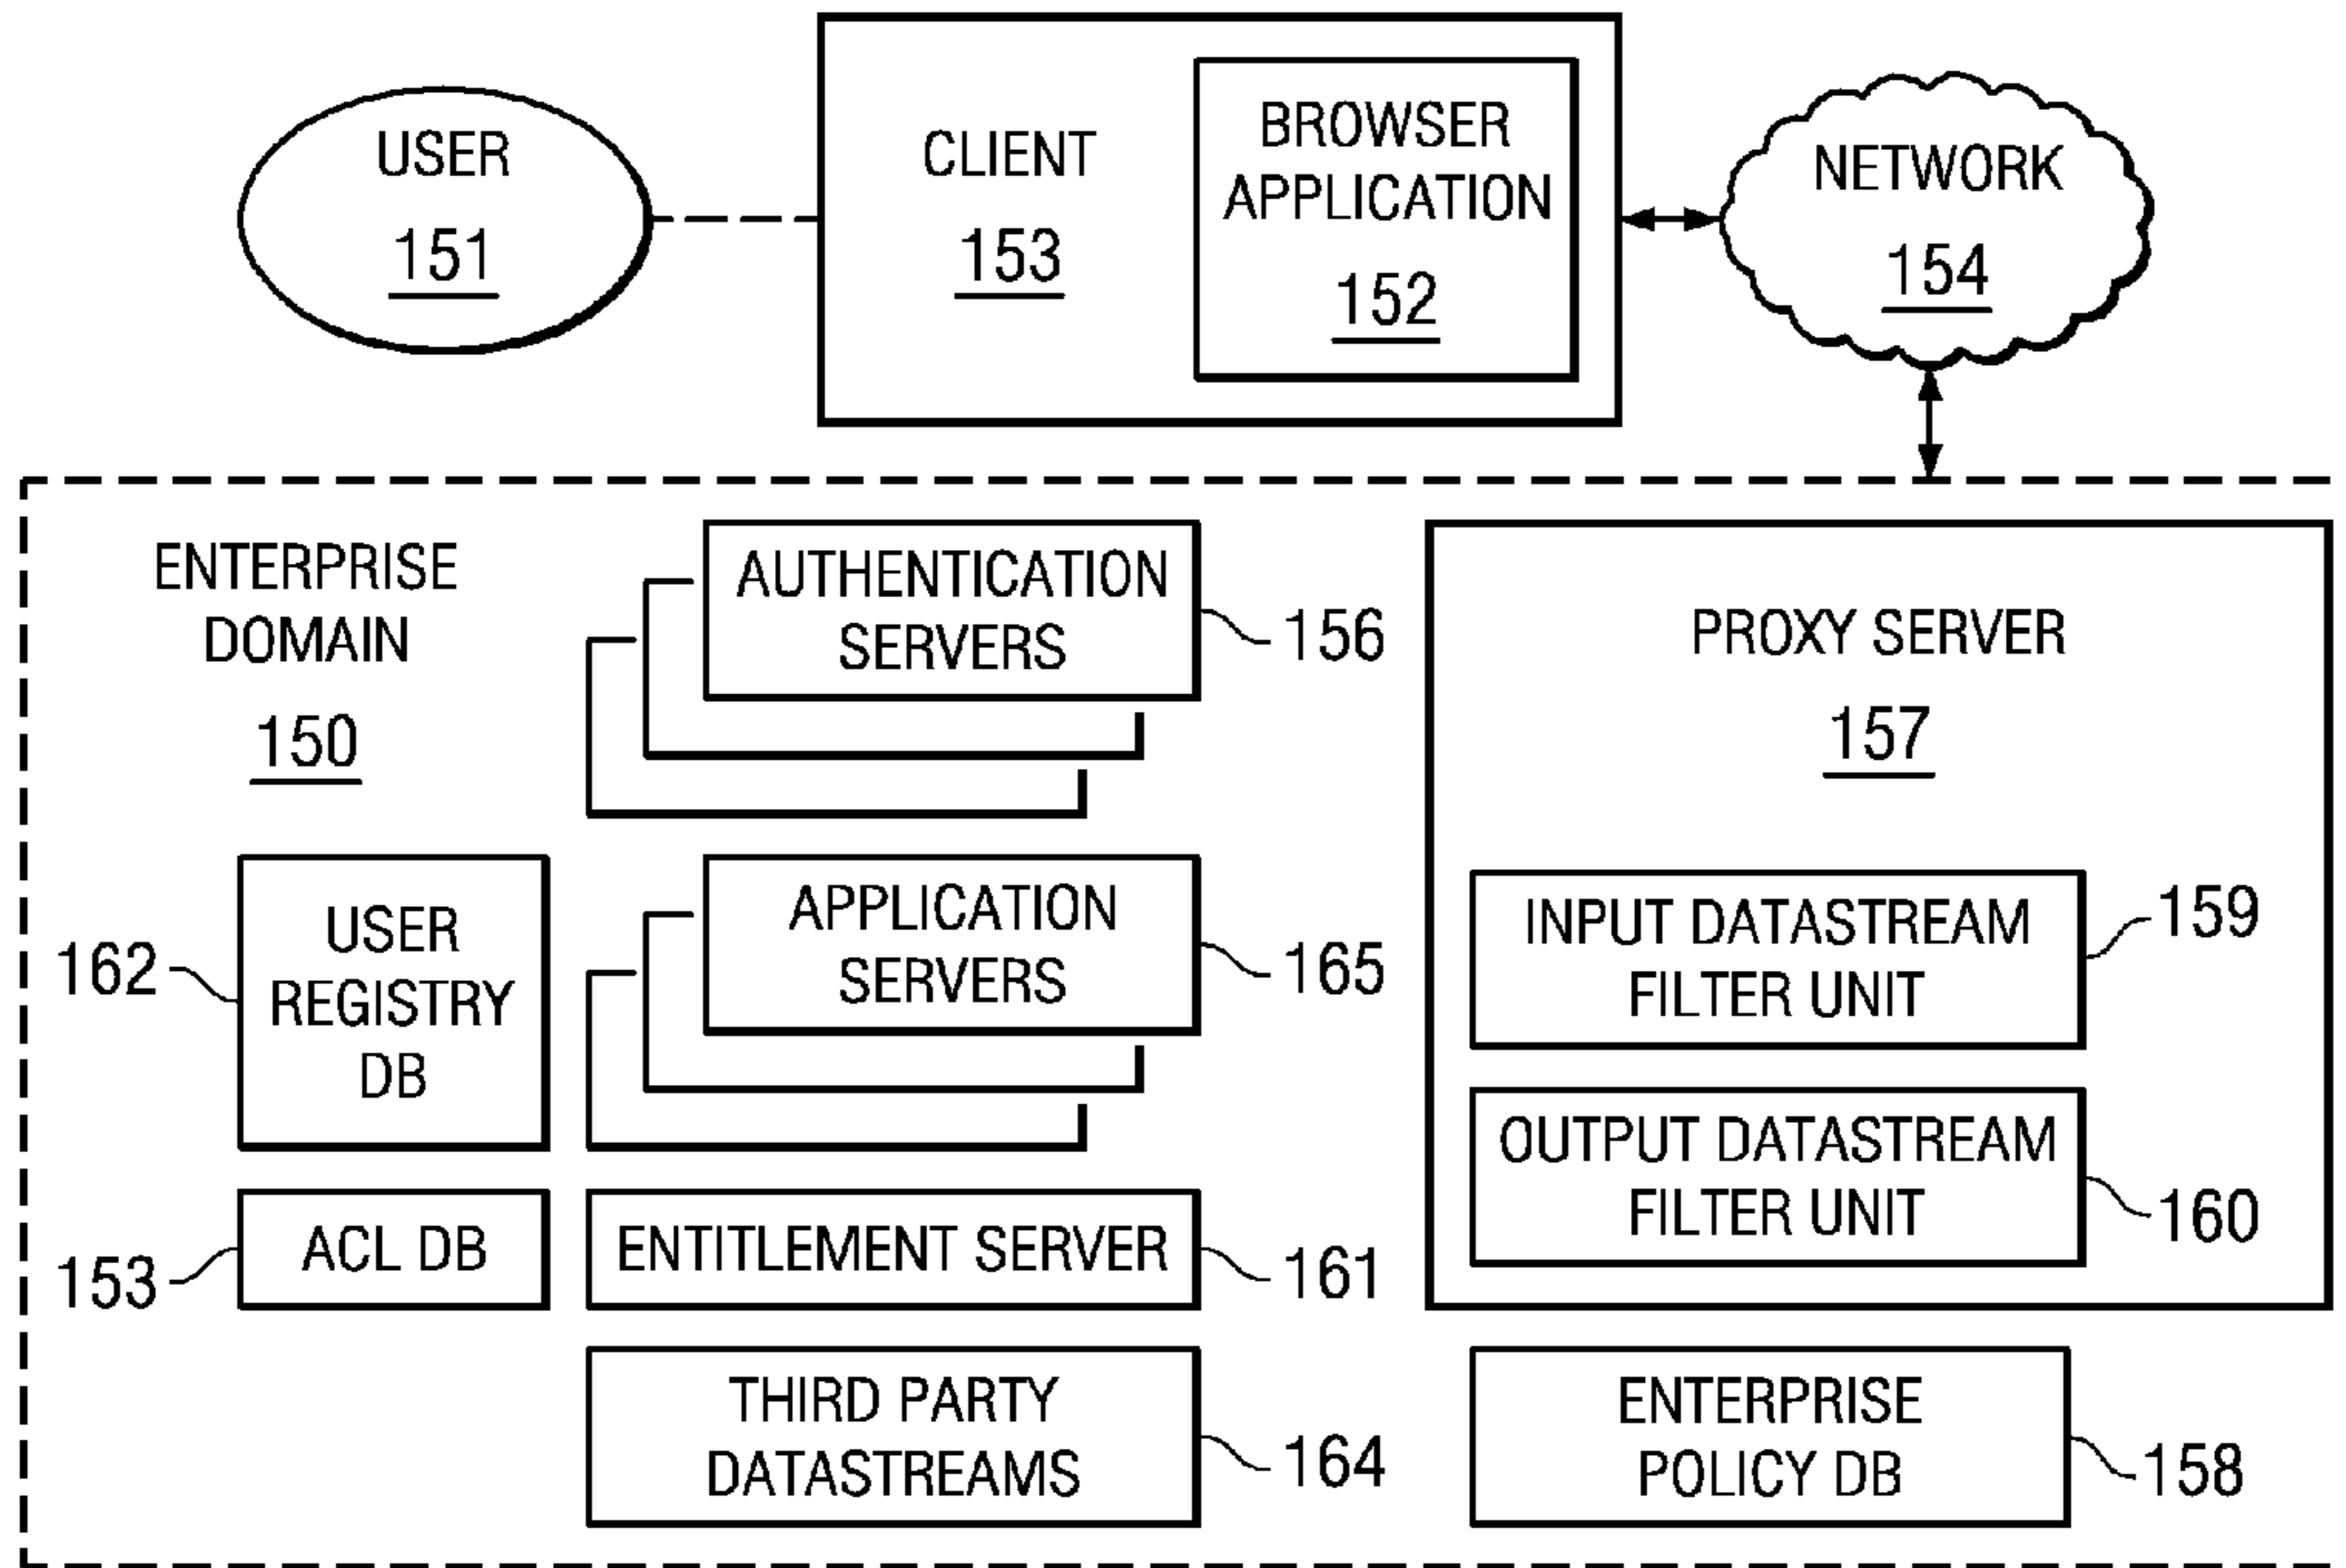 USER
151
CLIENT
153
BROWSER
APPLICATION
152
NETWORK
154
ENTERPRISE
DOMAIN
150
AUTHENTICATION
SERVERS
156
PROXY SERVER
157
USER
REGISTRY
DB
162
APPLICATION
SERVERS
165
INPUT DATASTREAM
FILTER UNIT
159
OUTPUT DATASTREAM
FILTER UNIT
160
ACL DB
153
ENTITLEMENT SERVER
161
THIRD PARTY
DATASTREAMS
164
ENTERPRISE
POLICY DB
158